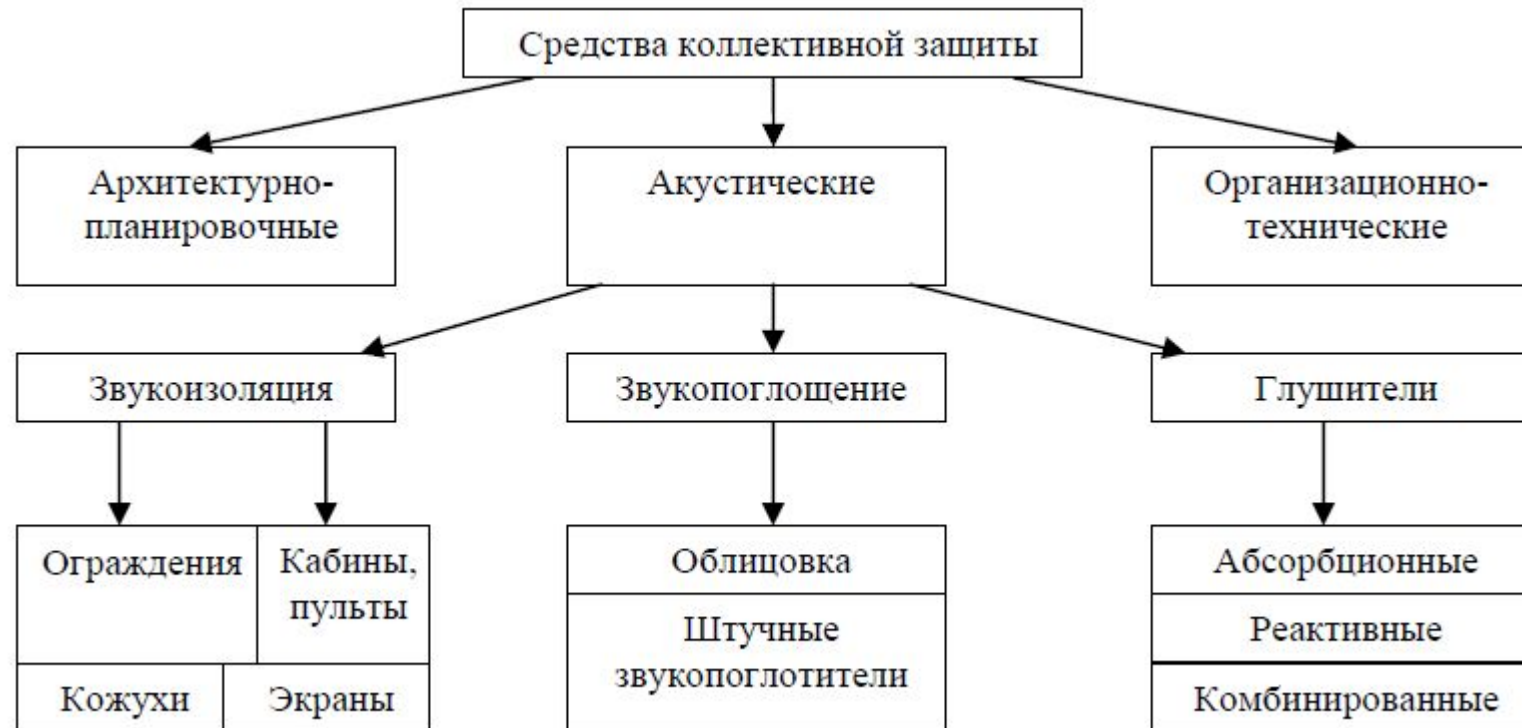 Средства коллективной защиты
Архитектурно-
планировочные
Акустические
Организационно-
технические
Звукоизоляция
Звукопоглощение
Глушители
Ограждения
Кабины,
пульты
Кожухи
Экраны
Облицовка
Штучные
звукопоглотители
Абсорбционные
Реактивные
Комбинированные